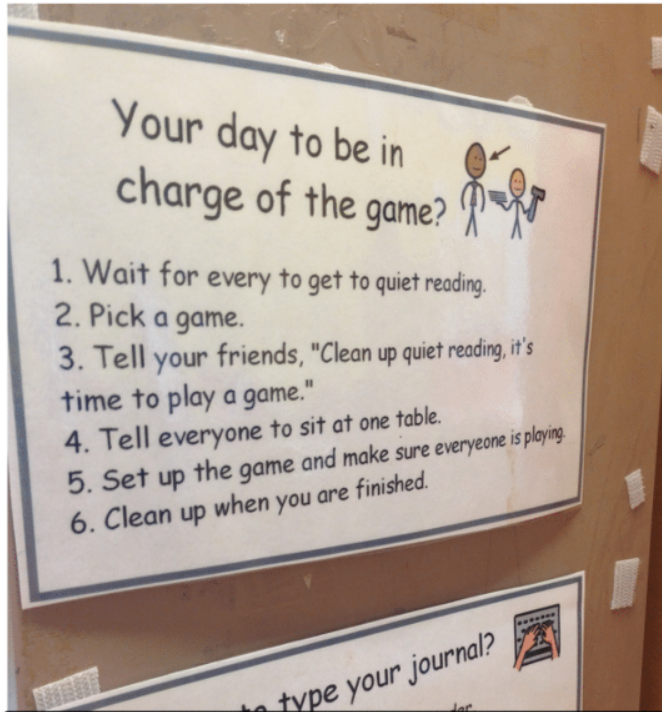 Your day to be in
charge of the game?
1. Wait for every to get to quiet reading.
2. Pick a game.
3. Tell your friends, "Clean up quiet reading, it's
time to play a game."
4. Tell everyone to sit at one table.
5. Set up the game and make sure everyeone is playing.
6. Clean up when you are finished.
to type your journal?